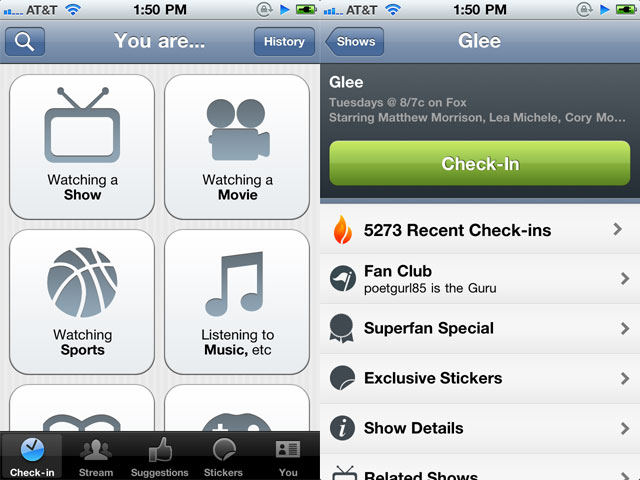 AT&T
1:50 PM
You are...
History
Watching a
Show
Watching a
Movie
Watching
Sports
Listening to
Music, etc
Check-in
Stream
Suggestions
Stickers
You
AT&T
1:50 PM
Shows
Glee
Glee
Tuesdays @ 8/7c on Fox
Starring Matthew Morrison, Lea Michele, Cory Mo...
Check-In
5273 Recent Check-ins
Fan Club
poetgurl85 is the Guru
Superfan Special
Exclusive Stickers
Show Details
Related Shows